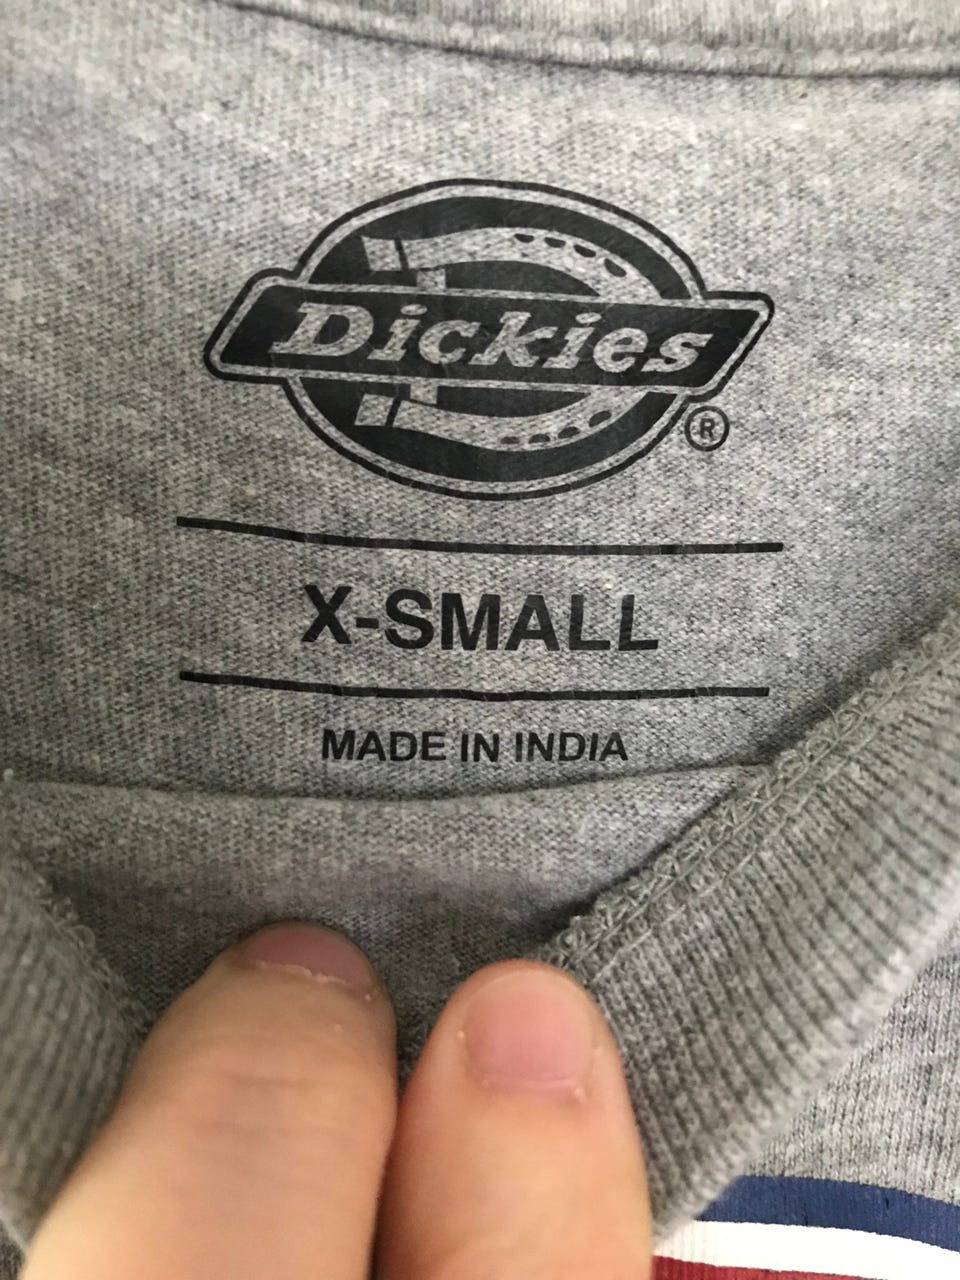 Dickies
®
X-SMALL
MADE IN INDIA